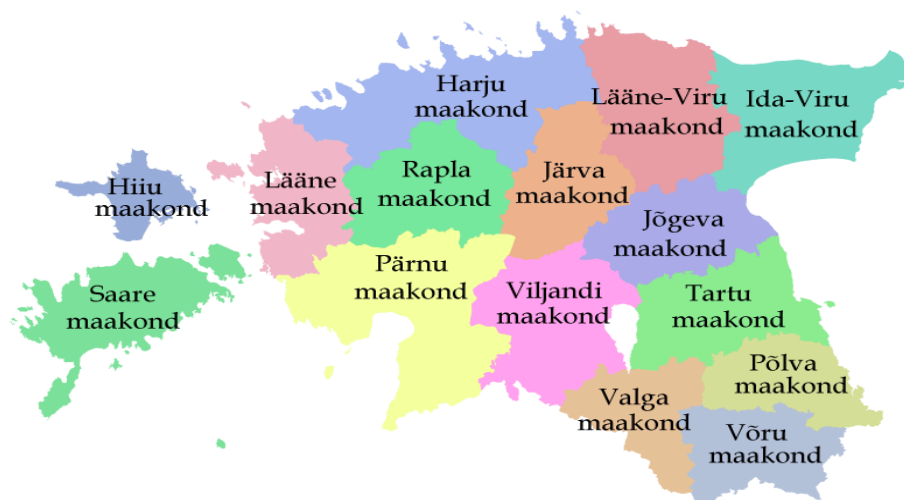 Harju
maakond
Lääne-Viru
maakond
Ida-Viru
maakond
Hiiu
maakond
Lääne
maakond
Rapla
maakond
Järva
maakond
Jõgeva
maakond
Saare
maakond
Pärnu
maakond
Viljandi
maakond
Tartu
maakond
Põlva
maakond
Valga
maakond
Võru
maakond